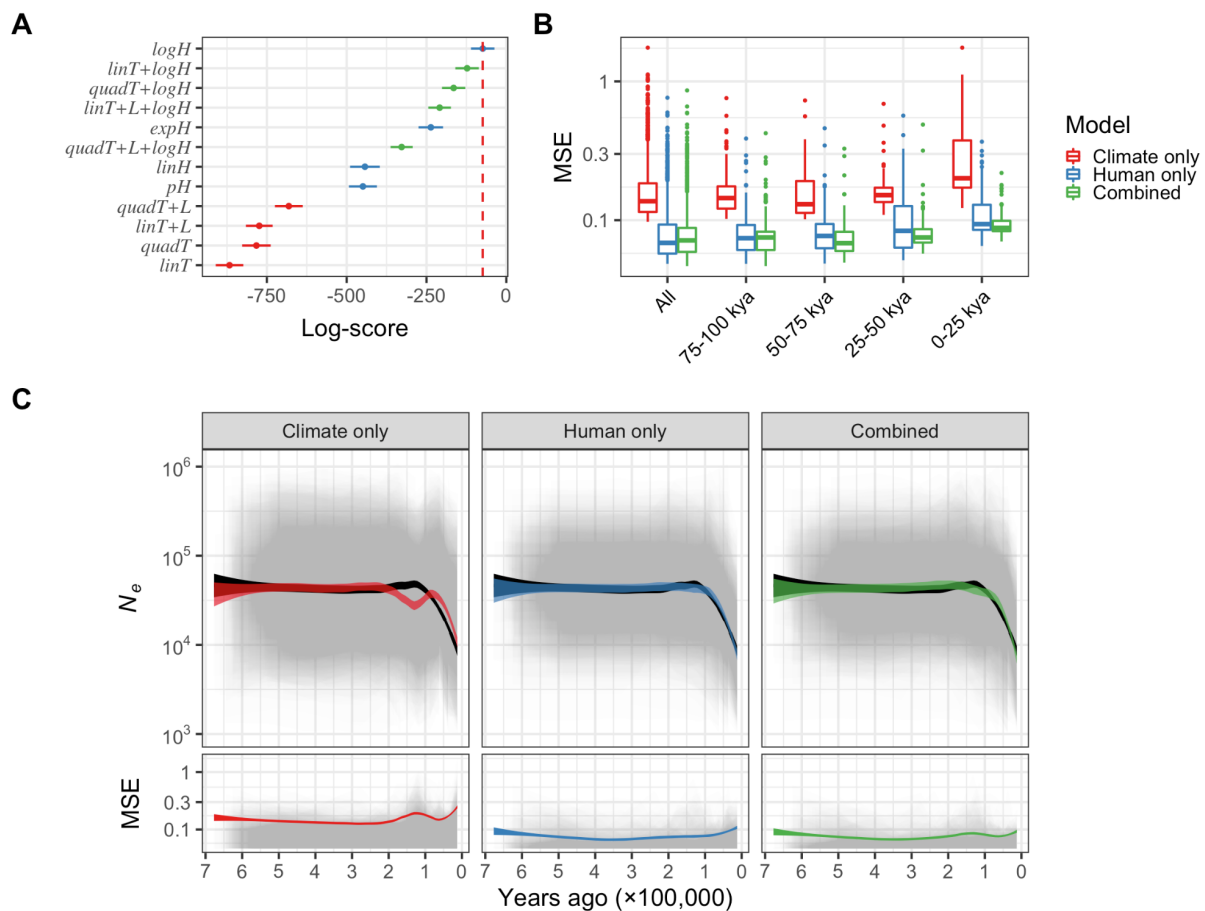 A
logH
linT+logH
quadT+logH
linT+L+logH
expH
quadT+L+logH
linH
pH
quadT+L
linT+L
quadT
linT
-750 -500 -250 0
Log-score
B
MSE
1
0.3
0.1
All
75-100 kya
50-75 kya
25-50 kya
0-25 kya
Model
Climate only
Human only
Combined
C
Climate only Human only Combined
Nₑ
10⁶
10⁵
10⁴
10³
MSE
1
0.3
0.1
7 6 5 4 3 2 1 0 7 6 5 4 3 2 1 0 7 6 5 4 3 2 1 0
Years ago (×100,000)